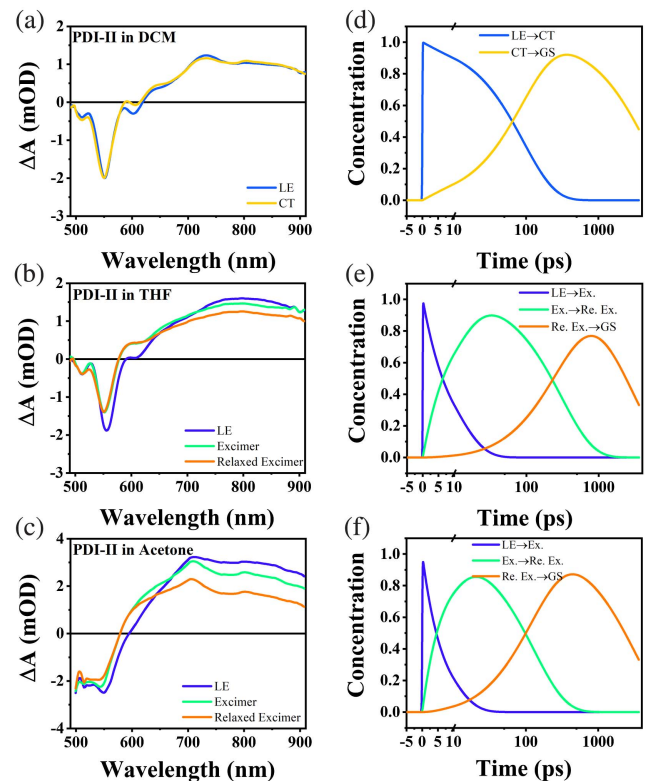 (a)
PDI-II in DCM
ΔA (mOD)
2
1
0
-1
-2
LE
CT
500 600 700 800 900
Wavelength (nm)
(d)
LE→CT
CT→GS
Concentration
1.0
0.8
0.6
0.4
0.2
0.0
-5 0 5 10 100 1000
Time (ps)
(b)
PDI-II in THF
ΔA (mOD)
2
1
0
-1
2
LE
Excimer
Relaxed Excimer
500 600 700 800 900
Wavelength (nm)
(e)
LE→Ex.
Ex.→Re. Ex.
Re. Ex.→GS
Concentration
1.0
0.8
0.6
0.4
0.2
0.0
-5 0 5 10 100 1000
Time (ps)
(c)
PDI-II in Acetone
ΔA (mOD)
4
2
0
-2
-4
LE
Excimer
Relaxed Excimer
500 600 700 800 900
Wavelength (nm)
(f)
LE→Ex.
Ex.→Re. Ex.
Re. Ex.→GS
Concentration
1.0
0.8
0.6
0.4
0.2
0.0
-5 0 5 10 100 1000
Time (ps)